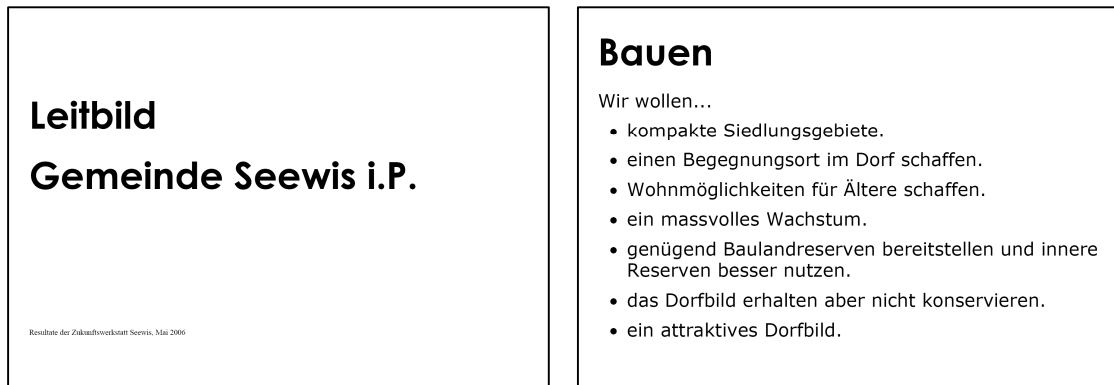 Leitbild
Gemeinde Seewis i.P.
Resultate der Zukunftswerkstatt Seewis, Mai 2006
Bauen
Wir wollen...
• kompakte Siedlungsgebiete.
• einen Begegnungsort im Dorf schaffen.
• Wohnmöglichkeiten für Ältere schaffen.
• ein massvolles Wachstum.
• genügend Baulandreserven bereitstellen und innere
Reserven besser nutzen.
• das Dorfbild erhalten aber nicht konservieren.
• ein attraktives Dorfbild.